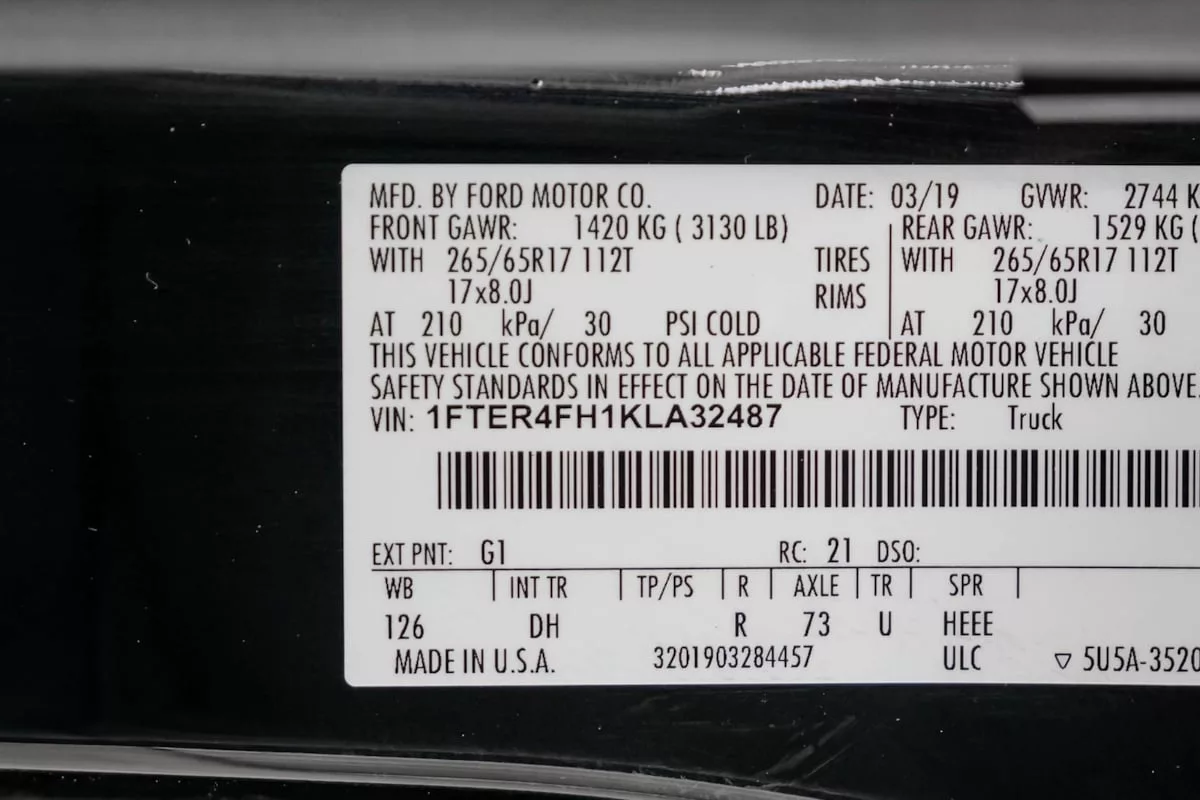 MFD. BY FORD MOTOR CO. DATE: 03/19 GVWR: 2744 K
FRONT GAWR: 1420 KG ( 3130 LB) REAR GAWR: 1529 KG (
WITH 265/65R17 112T TIRES WITH 265/65R17 112T
17x8.0J RIMS 17x8.0J
AT 210 kPa/ 30 PSI COLD AT 210 kPa/ 30
THIS VEHICLE CONFORMS TO ALL APPLICABLE FEDERAL MOTOR VEHICLE
SAFETY STANDARDS IN EFFECT ON THE DATE OF MANUFACTURE SHOWN ABOVE.
VIN: 1FTER4FH1KLA32487 TYPE: Truck
EXT PNT: G1 RC: 21 DSO:
WB INT TR TP/PS R AXLE TR SPR
126 DH R 73 U HEEE
MADE IN U.S.A. 3201903284457 ULC ▽ 5U5A-3520